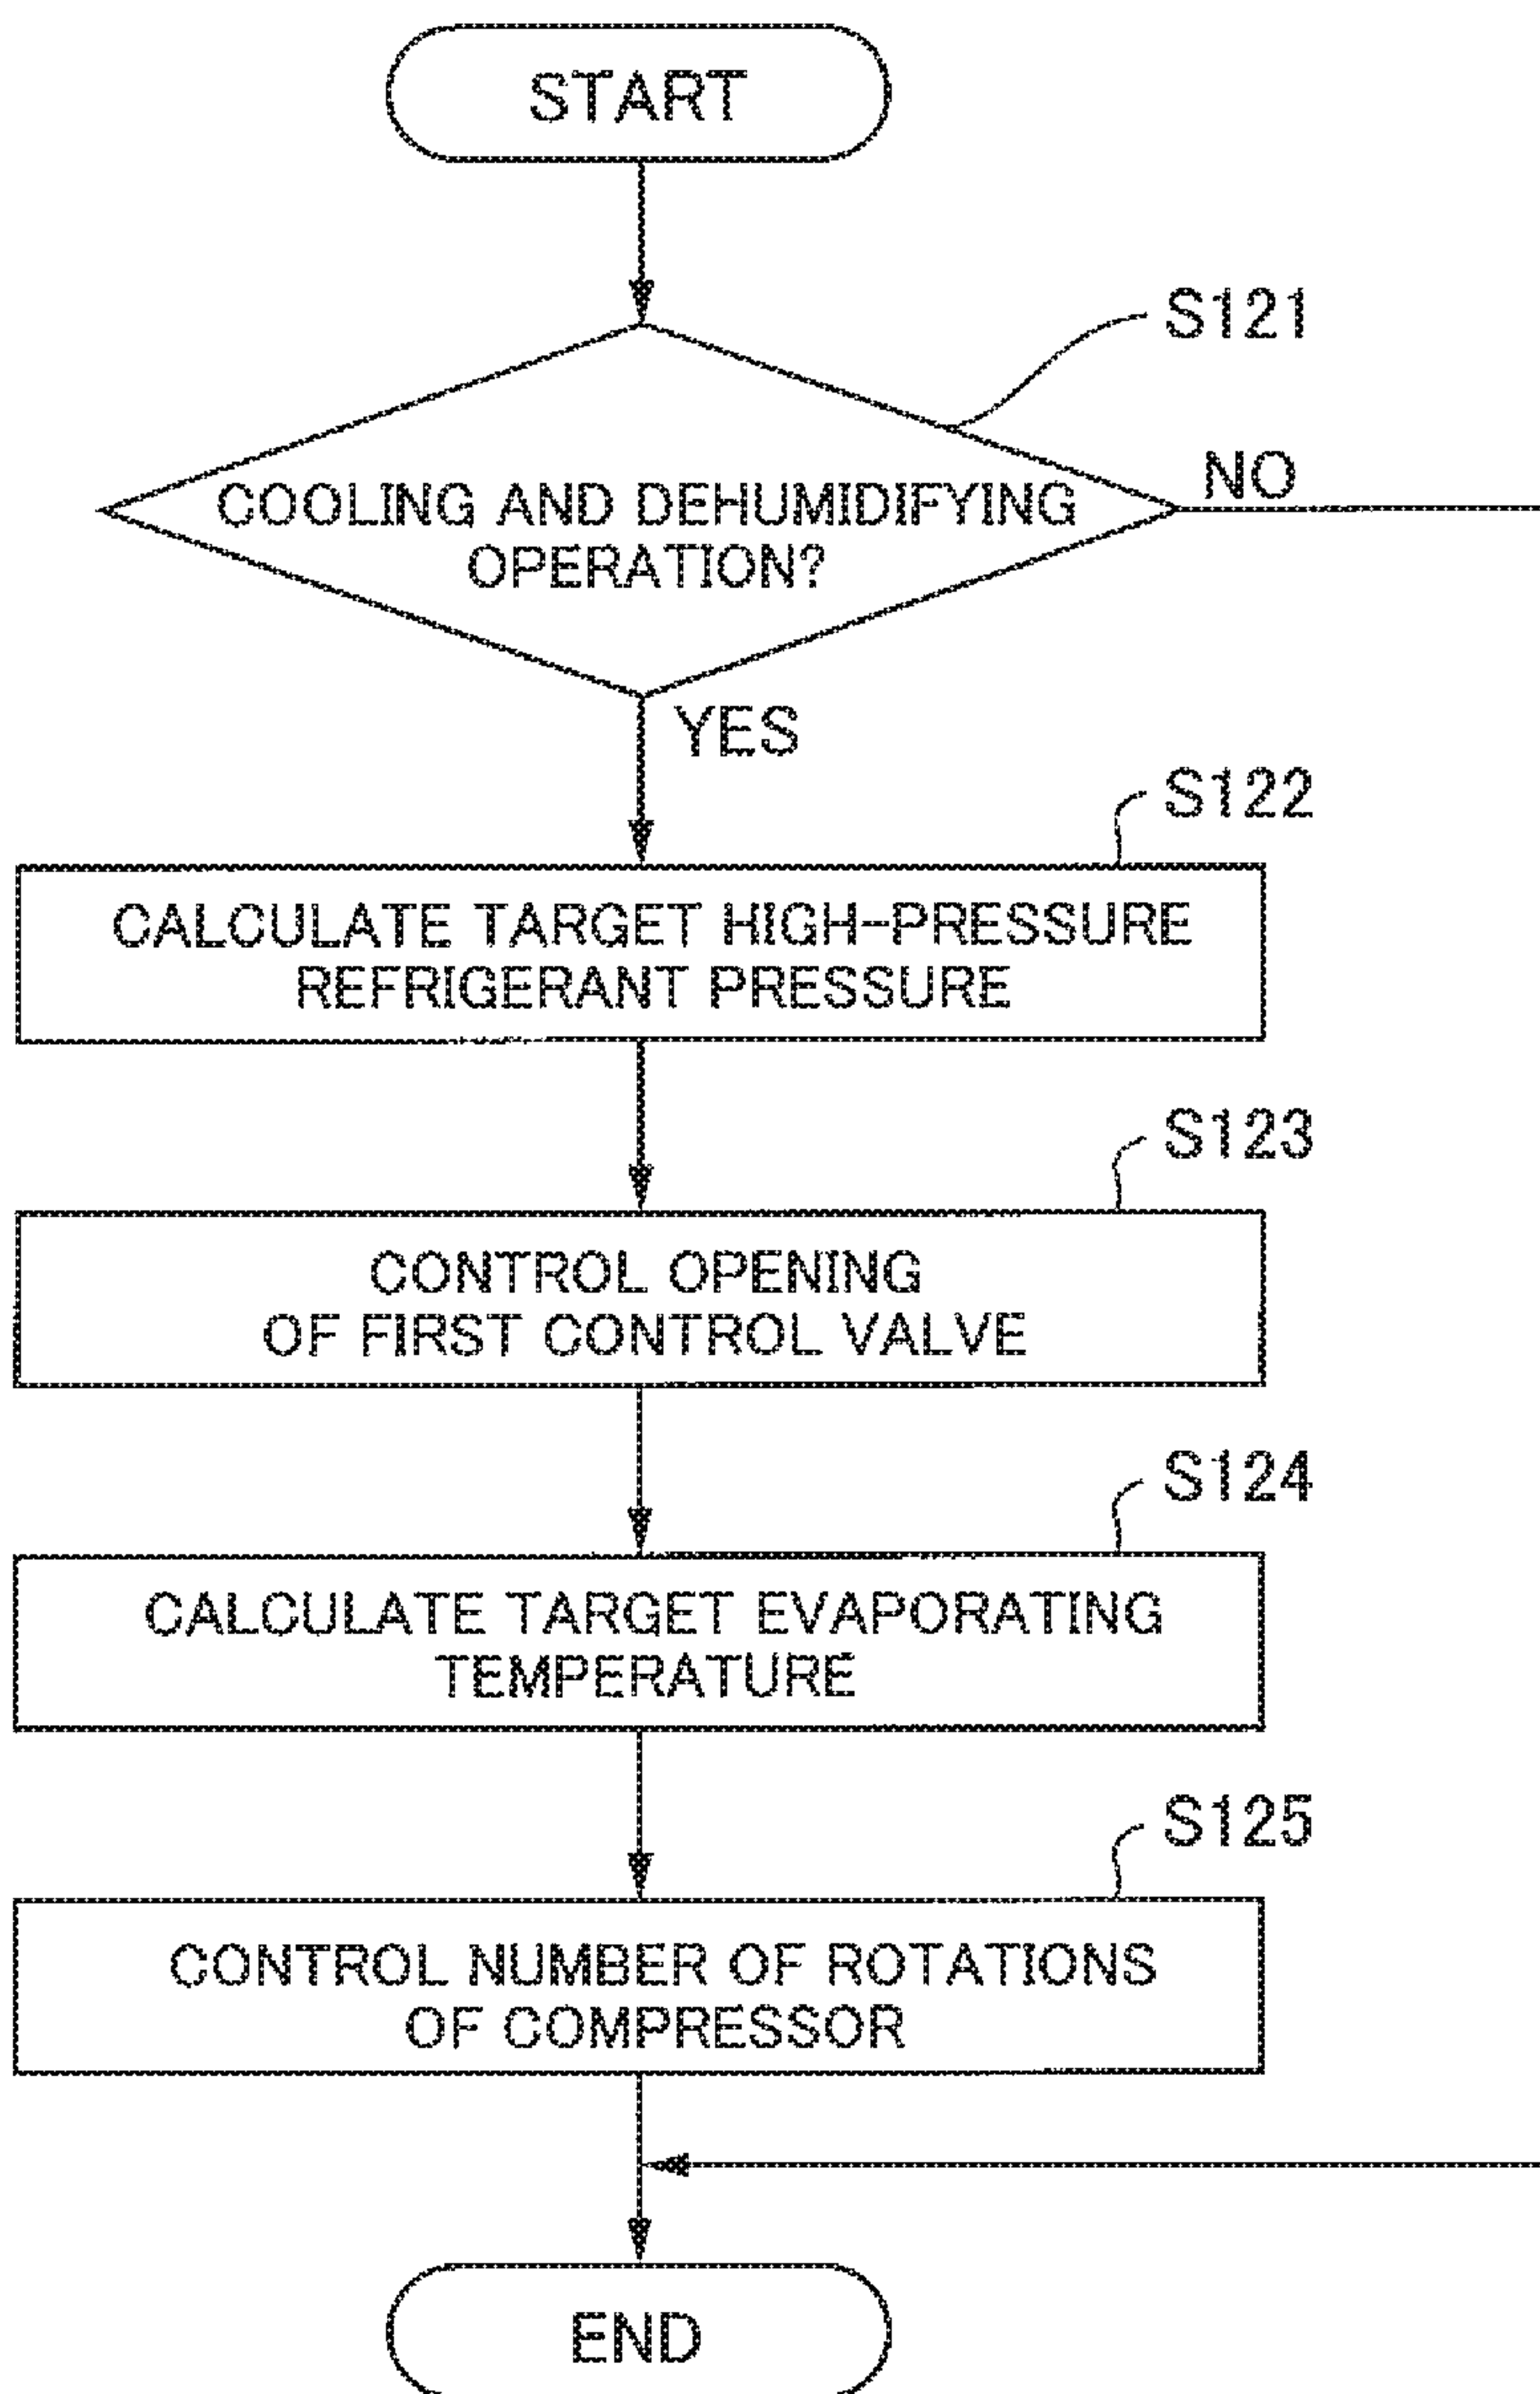 START
S121
COOLING AND DEHUMIDIFYING
OPERATION?
NO
YES
S122
CALCULATE TARGET HIGH-PRESSURE
REFRIGERANT PRESSURE
S123
CONTROL OPENING
OF FIRST CONTROL VALVE
S124
CALCULATE TARGET EVAPORATING
TEMPERATURE
S125
CONTROL NUMBER OF ROTATIONS
OF COMPRESSOR
END